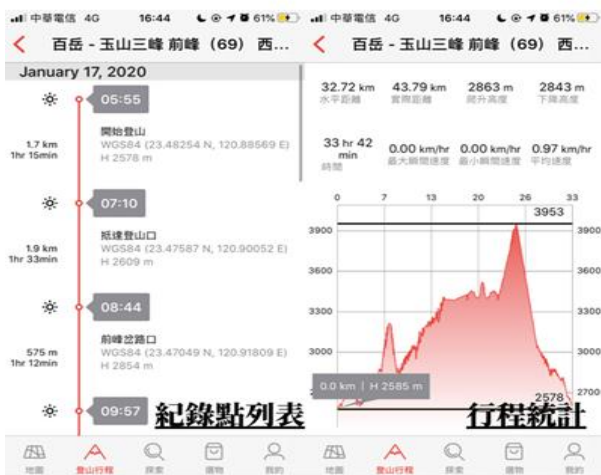 中華電信 4G 16:44 61%
百岳 - 玉山三峰 前峰（69） 西...
January 17, 2020
05:55
開始登山
WGS84 (23.48254 N, 120.88569 E)
H 2578 m
1.7 km
1hr 15min
07:10
抵達登山口
WGS84 (23.47587 N, 120.90052 E)
H 2609 m
1.9 km
1hr 33min
08:44
前峰岔路口
WGS84 (23.47049 N, 120.91809 E)
H 2854 m
575 m
1hr 12min
09:57
紀錄點列表
地圖 登山行程 探索 購物 我的
中華電信 4G 16:44 61%
百岳 - 玉山三峰 前峰（69） 西...
32.72 km 43.79 km 2863 m 2843 m
水平距離 實際距離 爬升高度 下降高度
33 hr 42 min 0.00 km/hr 0.00 km/hr 0.97 km/hr
時間 最大瞬間速度 最小瞬間速度 平均速度
0 7 13 20 26 33
3953
3900 3900
3600 3600
3300 3300
3000 3000
2700
0.0 km | H 2585 m
2578
行程統計
地圖 登山行程 探索 購物 我的